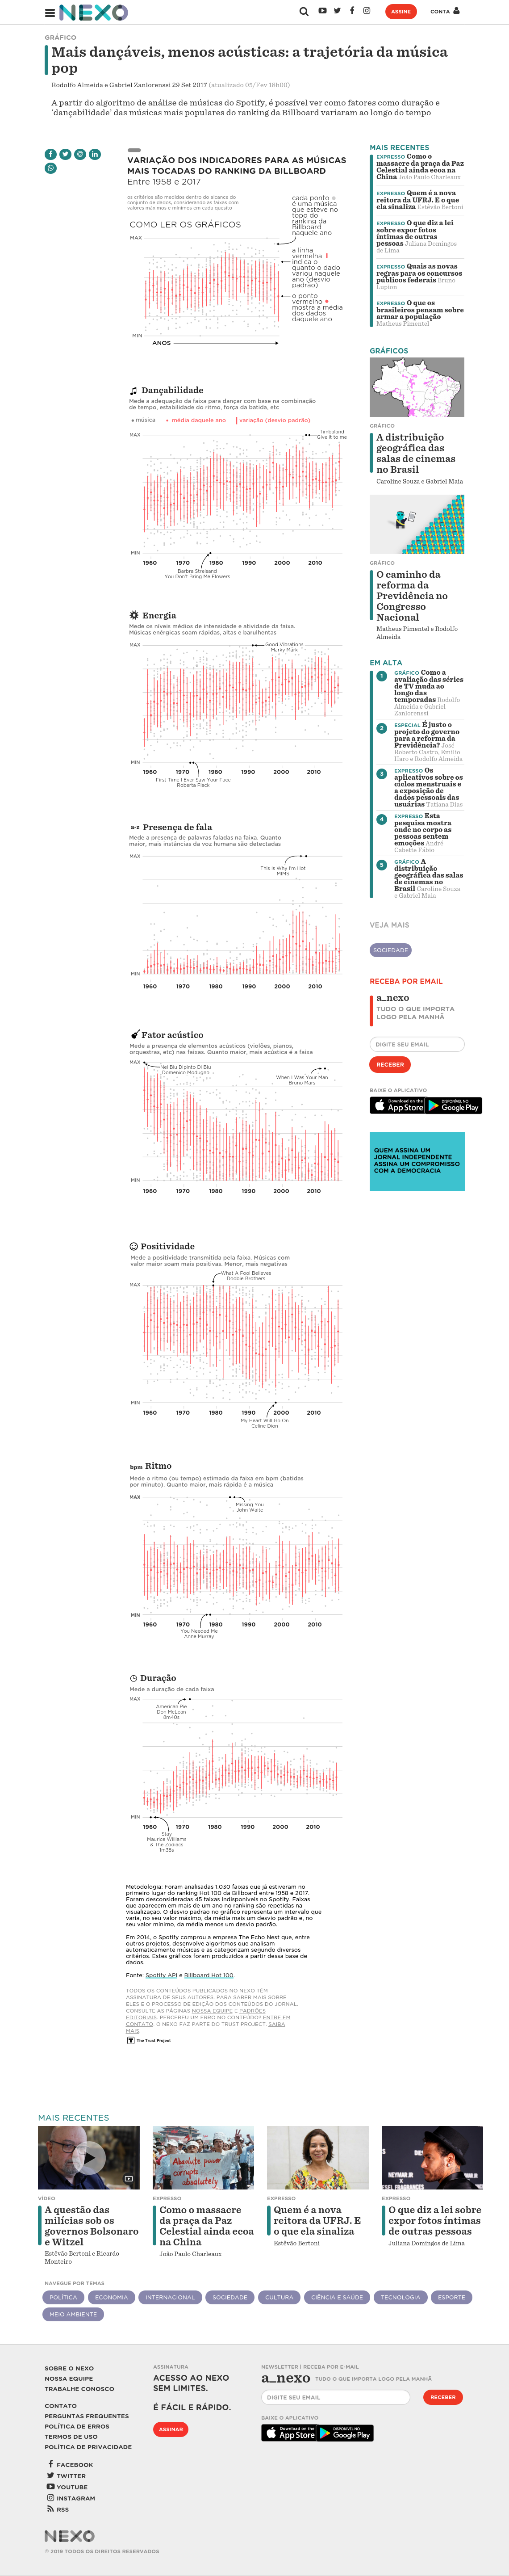 NEXO
ASSINE
CONTA
GRÁFICO
Mais dançáveis, menos acústicas: a trajetória da música
pop
Rodolfo Almeida e Gabriel Zanlorenssi 29 Set 2017 (atualizado 05/Fev 18h00)
A partir do algoritmo de análise de músicas do Spotify, é possível ver como fatores como duração e
'dançabilidade' das músicas mais populares do ranking da Billboard variaram ao longo do tempo
VARIAÇÃO DOS INDICADORES PARA AS MÚSICAS
MAIS TOCADAS DO RANKING DA BILLBOARD
Entre 1958 e 2017
os critérios são medidos dentro do alcance do
conjunto de dados, considerando as faixas com
valores máximos e mínimos em cada quesito
COMO LER OS GRÁFICOS
cada ponto
é uma música
que esteve no
topo do
ranking da
Billboard
naquele ano
a linha
vermelha
indica o
quanto o dado
variou naquele
ano (desvio
padrão)
o ponto
vermelho
mostra a média
dos dados
daquele ano
MAX
MIN
ANOS
Dançabilidade
Mede a adequação da faixa para dançar com base na combinação
de tempo, estabilidade do ritmo, força da batida, etc
música
média daquele ano
variação (desvio padrão)
Timbaland
Give It to me
MAX
MIN
1960 1970 1980 1990 2000 2010
Barbra Streisand
You Don't Bring Me Flowers
Energia
Mede os níveis médios de intensidade e atividade da faixa.
Músicas enérgicas soam rápidas, altas e barulhentas
MAX
Good Vibrations
Marky Mark
MIN
1960 1970 1980 1990 2000 2010
First Time I Ever Saw Your Face
Roberta Flack
Presença de fala
Mede a presença de palavras faladas na faixa. Quanto
maior, mais instâncias da voz humana são detectadas
MAX
This Is Why I'm Hot
MIMS
MIN
1960 1970 1980 1990 2000 2010
Fator acústico
Mede a presença de elementos acústicos (violões, pianos,
orquestras, etc) nas faixas. Quanto maior, mais acústica é a faixa
MAX
Nel Blu Dipinto Di Blu
Domenico Modugno
When I Was Your Man
Bruno Mars
MIN
1960 1970 1980 1990 2000 2010
Positividade
Mede a positividade transmitida pela faixa. Músicas com
valor maior soam mais positivas. Menor, mais negativas
What A Fool Believes
Doobie Brothers
MAX
MIN
1960 1970 1980 1990 2000 2010
My Heart Will Go On
Celine Dion
bpm Ritmo
Mede o ritmo (ou tempo) estimado da faixa em bpm (batidas
por minuto). Quanto maior, mais rápida é a música
MAX
Missing You
John Waite
MIN
1960 1970 1980 1990 2000 2010
You Needed Me
Anne Murray
Duração
Mede a duração de cada faixa
MAX
American Pie
Don McLean
8m40s
MIN
1960 1970 1980 1990 2000 2010
Stay
Maurice Williams
& The Zodiacs
1m38s
Metodologia: Foram analisadas 1.030 faixas que já estiveram no
primeiro lugar do ranking Hot 100 da Billboard entre 1958 e 2017.
Foram desconsideradas 45 faixas indisponíveis no Spotify. Faixas
que aparecem em mais de um ano no ranking são repetidas na
visualização. O desvio padrão no gráfico representa um intervalo que
varia, no seu valor máximo, da média mais um desvio padrão e, no
seu valor mínimo, da média menos um desvio padrão.
Em 2014, o Spotify comprou a empresa The Echo Nest que, entre
outros projetos, desenvolve algoritmos que analisam
automaticamente músicas e as categorizam segundo diversos
critérios. Estes gráficos foram produzidos a partir dessa base de
dados.
Fonte: Spotify API e Billboard Hot 100.
TODOS OS CONTEÚDOS PUBLICADOS NO NEXO TÊM
ASSINATURA DE SEUS AUTORES. PARA SABER MAIS SOBRE
ELES E O PROCESSO DE EDIÇÃO DOS CONTEÚDOS DO JORNAL,
CONSULTE AS PÁGINAS NOSSA EQUIPE E PADRÕES
EDITORIAIS. PERCEBEU UM ERRO NO CONTEÚDO? ENTRE EM
CONTATO. O NEXO FAZ PARTE DO TRUST PROJECT. SAIBA
MAIS.
The Trust Project
MAIS RECENTES
EXPRESSO Como o
massacre da praça da Paz
Celestial ainda ecoa na
China João Paulo Charleaux
EXPRESSO Quem é a nova
reitora da UFRJ. E o que
ela sinaliza Estêvão Bertoni
EXPRESSO O que diz a lei
sobre expor fotos
íntimas de outras
pessoas Juliana Domingos
de Lima
EXPRESSO Quais as novas
regras para os concursos
públicos federais Bruno
Lupion
EXPRESSO O que os
brasileiros pensam sobre
armar a população
Matheus Pimentel
GRÁFICOS
GRÁFICO
A distribuição
geográfica das
salas de cinemas
no Brasil
Caroline Souza e Gabriel Maia
GRÁFICO
O caminho da
reforma da
Previdência no
Congresso
Nacional
Matheus Pimentel e Rodolfo
Almeida
EM ALTA
1
GRÁFICO Como a
avaliação das séries
de TV muda ao
longo das
temporadas Rodolfo
Almeida e Gabriel
Zanlorenssi
2
ESPECIAL É justo o
projeto do governo
para a reforma da
Previdência? José
Roberto Castro, Emilio
Haro e Rodolfo Almeida
3
EXPRESSO Os
aplicativos sobre os
ciclos menstruais e
a exposição de
dados pessoais das
usuárias Tatiana Dias
4
EXPRESSO Esta
pesquisa mostra
onde no corpo as
pessoas sentem
emoções André
Cabette Fábio
5
GRÁFICO A
distribuição
geográfica das salas
de cinemas no
Brasil Caroline Souza
e Gabriel Maia
VEJA MAIS
SOCIEDADE
RECEBA POR EMAIL
a_nexo
TUDO O QUE IMPORTA
LOGO PELA MANHÃ
DIGITE SEU EMAIL
RECEBER
BAIXE O APLICATIVO
Download on the App Store
DISPONÍVEL NO Google Play
QUEM ASSINA UM
JORNAL INDEPENDENTE
ASSINA UM COMPROMISSO
COM A DEMOCRACIA
MAIS RECENTES
Absolute power
corrupts
absolutely
NEYMAR JR
VÍDEO
A questão das
milícias sob os
governos Bolsonaro
e Witzel
Estêvão Bertoni e Ricardo
Monteiro
EXPRESSO
Como o massacre
da praça da Paz
Celestial ainda ecoa
na China
João Paulo Charleaux
EXPRESSO
Quem é a nova
reitora da UFRJ. E
o que ela sinaliza
Estêvão Bertoni
EXPRESSO
O que diz a lei sobre
expor fotos íntimas
de outras pessoas
Juliana Domingos de Lima
NAVEGUE POR TEMAS
POLÍTICA
ECONOMIA
INTERNACIONAL
SOCIEDADE
CULTURA
CIÊNCIA E SAÚDE
TECNOLOGIA
ESPORTE
MEIO AMBIENTE
SOBRE O NEXO
NOSSA EQUIPE
TRABALHE CONOSCO
CONTATO
PERGUNTAS FREQUENTES
POLÍTICA DE ERROS
TERMOS DE USO
POLÍTICA DE PRIVACIDADE
FACEBOOK
TWITTER
YOUTUBE
INSTAGRAM
RSS
ASSINATURA
ACESSO AO NEXO
SEM LIMITES.
É FÁCIL E RÁPIDO.
ASSINAR
NEWSLETTER | RECEBA POR E-MAIL
a_nexo TUDO O QUE IMPORTA LOGO PELA MANHÃ
DIGITE SEU EMAIL
RECEBER
BAIXE O APLICATIVO
Download on the App Store
DISPONÍVEL NO Google Play
NEXO
© 2019 TODOS OS DIREITOS RESERVADOS